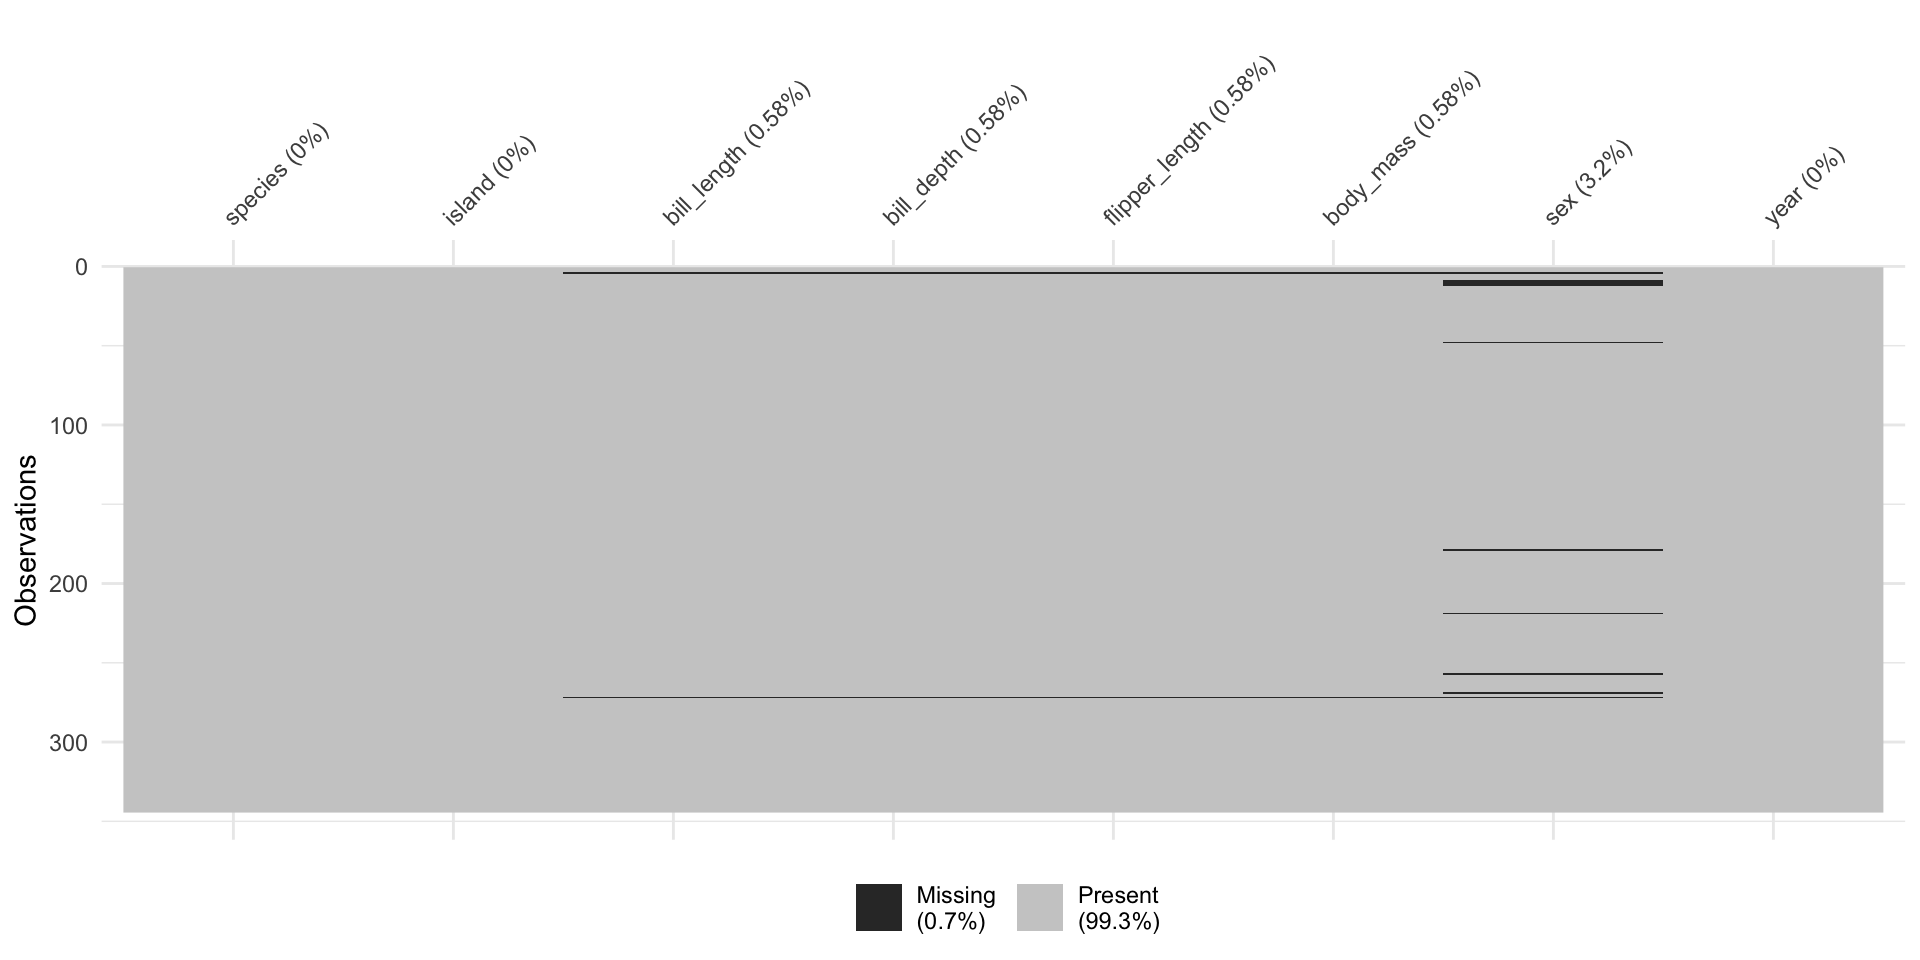 species (0%)
island (0%)
bill_length (0.58%)
bill_depth (0.58%)
flipper_length (0.58%)
body_mass (0.58%)
sex (3.2%)
year (0%)
0
100
200
300
Observations
Missing
(0.7%)
Present
(99.3%)